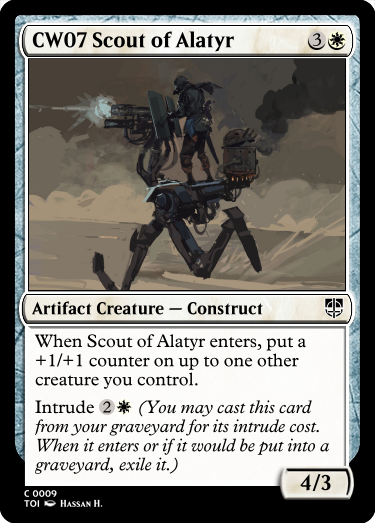 CW07 Scout of Alatyr 3
Artifact Creature — Construct
When Scout of Alatyr enters, put a
+1/+1 counter on up to one other
creature you control.
Intrude 2 (You may cast this card
from your graveyard for its intrude cost.
When it enters or if it would be put into a
graveyard, exile it.)
4/3
C 0009
TOI HASSAN H.